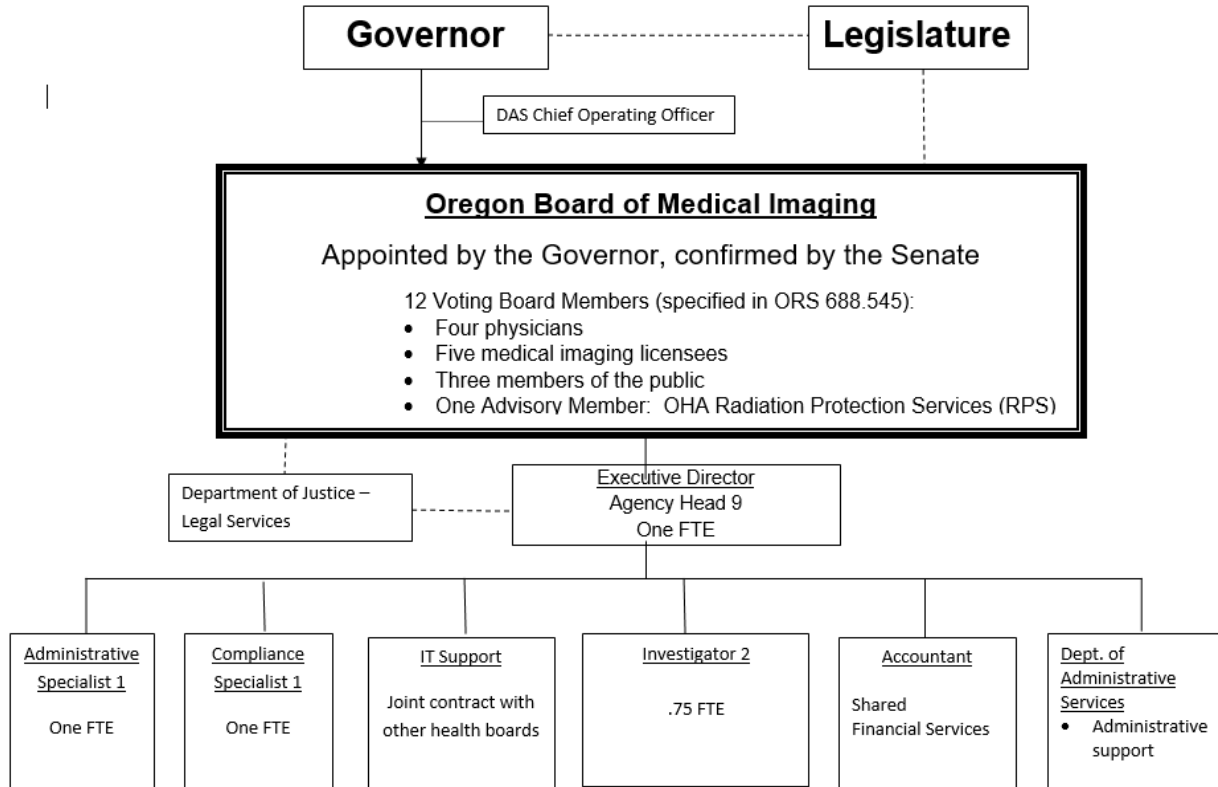 Governor
Legislature
DAS Chief Operating Officer
Oregon Board of Medical Imaging
Appointed by the Governor, confirmed by the Senate
12 Voting Board Members (specified in ORS 688.545):
• Four physicians
• Five medical imaging licensees
• Three members of the public
• One Advisory Member: OHA Radiation Protection Services (RPS)
Department of Justice –
Legal Services
Executive Director
Agency Head 9
One FTE
Administrative
Specialist 1
One FTE
Compliance
Specialist 1
One FTE
IT Support
Joint contract with
other health boards
Investigator 2
.75 FTE
Accountant
Shared
Financial Services
Dept. of
Administrative
Services
• Administrative
support